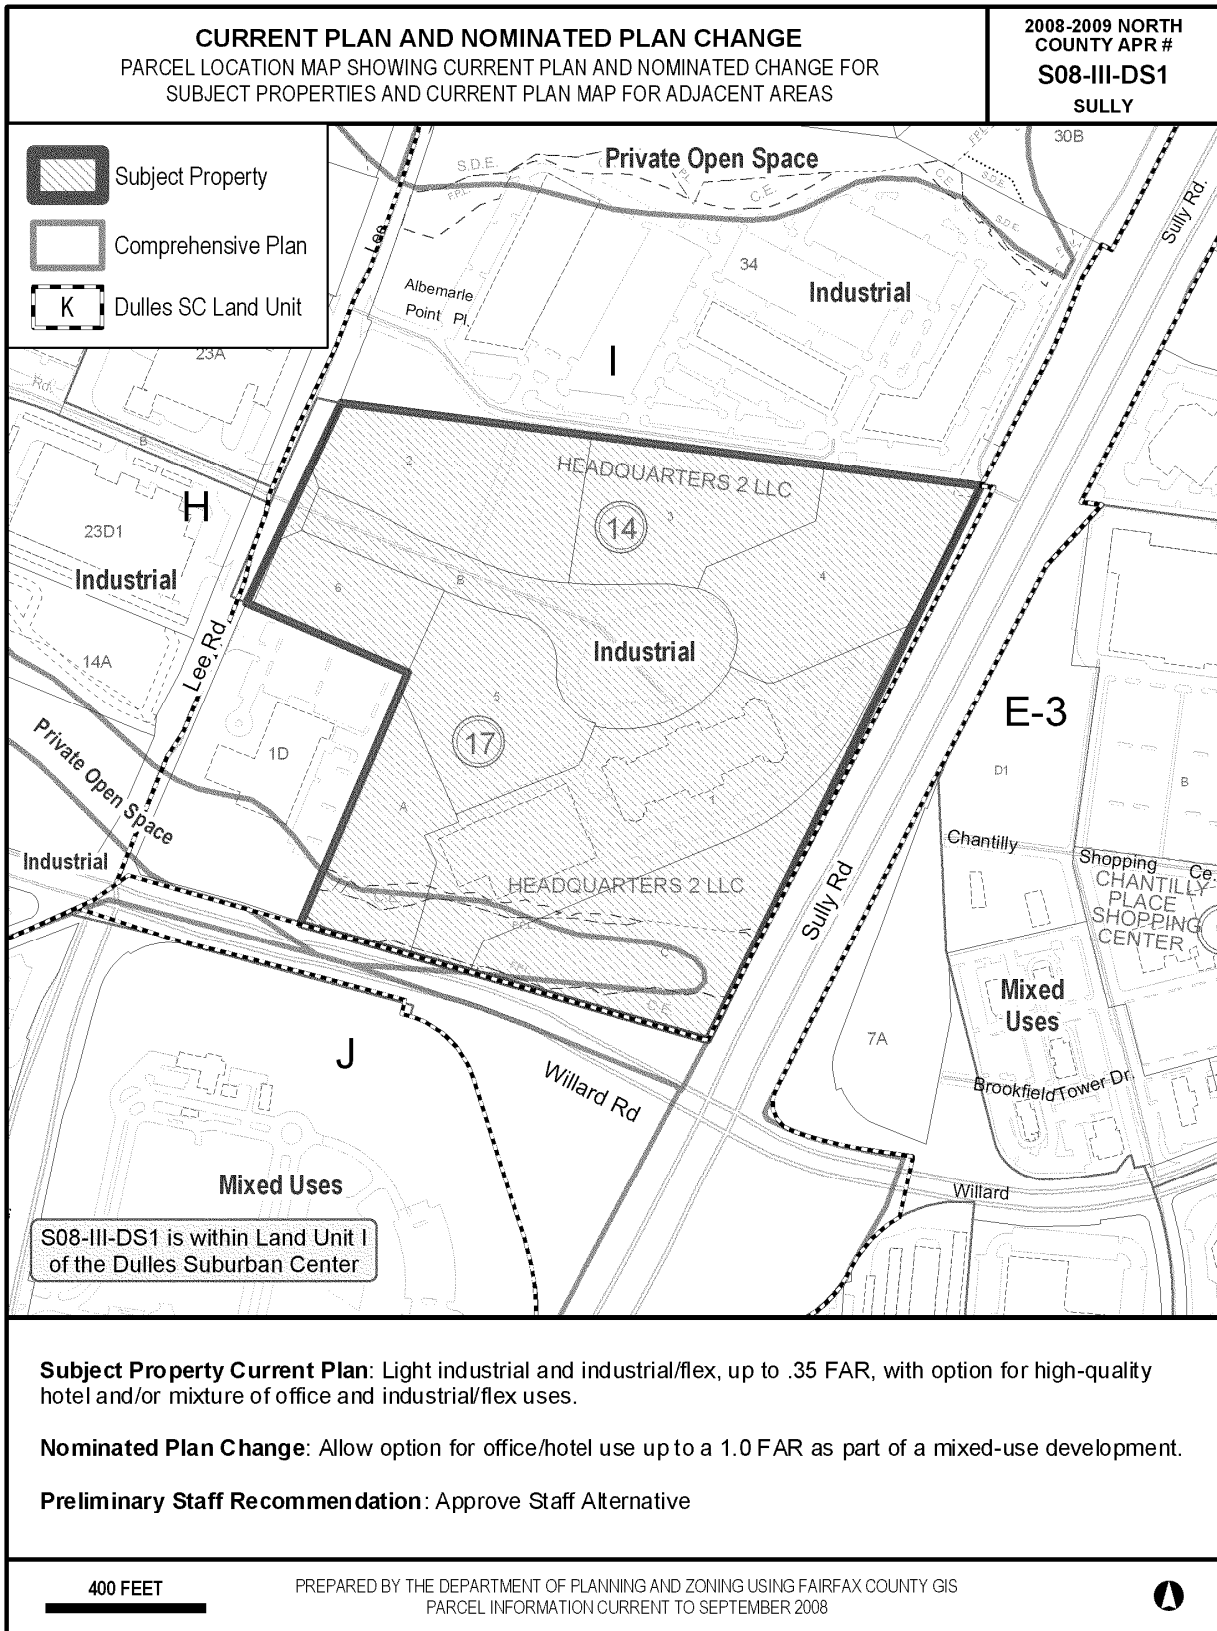 CURRENT PLAN AND NOMINATED PLAN CHANGE
PARCEL LOCATION MAP SHOWING CURRENT PLAN AND NOMINATED CHANGE FOR
SUBJECT PROPERTIES AND CURRENT PLAN MAP FOR ADJACENT AREAS
2008-2009 NORTH
COUNTY APR #
S08-III-DS1
SULLY
Subject Property
Comprehensive Plan
K
Dulles SC Land Unit
30B
S.D.E.
Private Open Space
C.E.
S.D.E.
C.E.
S.D.E.
FPL
Sully Rd.
Lee
34
Industrial
Albemarle
Point Pl.
I
23A
Rd.
B
H
HEADQUARTERS 2 LLC
2
3
14
4
23D1
Industrial
B
6
Industrial
Lee Rd
14A
5
17
E-3
Private Open Space
1D
D1
B
A
1
Industrial
Chantilly
Shopping
Ce.
HEADQUARTERS 2 LLC
CHANTILLY
PLACE
SHOPPING
CENTER
Sully Rd
C
C.E.
Mixed
Uses
7A
J
Willard Rd
Brookfield Tower Dr.
Mixed Uses
Willard
S08-III-DS1 is within Land Unit I
of the Dulles Suburban Center
Subject Property Current Plan: Light industrial and industrial/flex, up to .35 FAR, with option for high-quality
hotel and/or mixture of office and industrial/flex uses.
Nominated Plan Change: Allow option for office/hotel use up to a 1.0 FAR as part of a mixed-use development.
Preliminary Staff Recommendation: Approve Staff Alternative
400 FEET
PREPARED BY THE DEPARTMENT OF PLANNING AND ZONING USING FAIRFAX COUNTY GIS
PARCEL INFORMATION CURRENT TO SEPTEMBER 2008